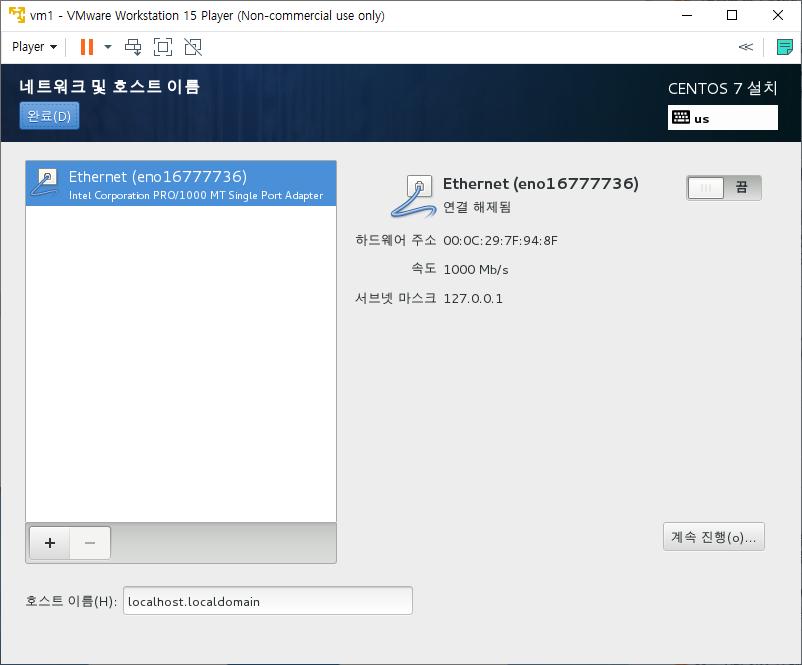 vm1 - VMware Workstation 15 Player (Non-commercial use only)
Player
네트워크 및 호스트 이름
CENTOS 7 설치
완료(D)
us
Ethernet (eno16777736)
Intel Corporation PRO/1000 MT Single Port Adapter
Ethernet (eno16777736)
끔
연결 해제됨
하드웨어 주소 00:0C:29:7F:94:8F
속도 1000 Mb/s
서브넷 마스크 127.0.0.1
계속 진행(o)...
호스트 이름(H): localhost.localdomain